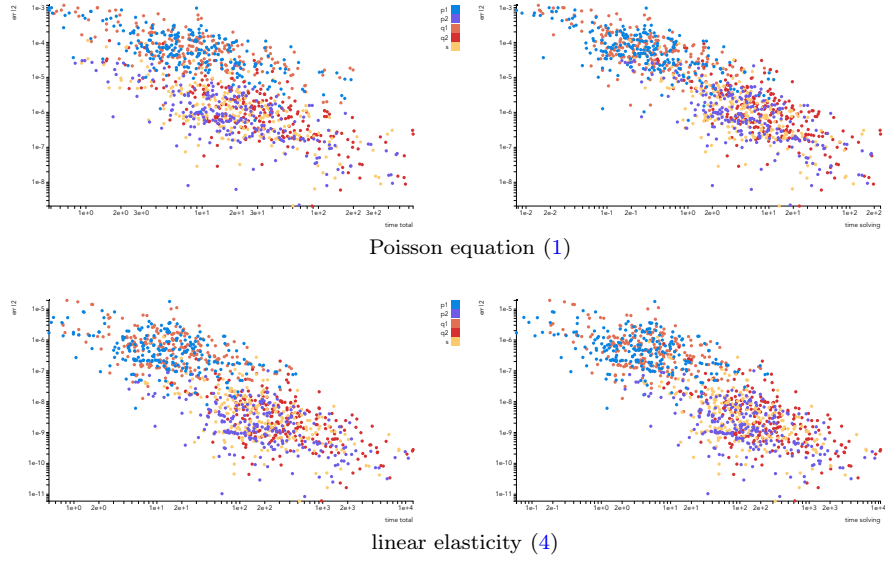 err l2
1e-3
1e-4
1e-5
1e-6
1e-7
1e-8
1e+0 2e+0 3e+0 1e+1 2e+1 3e+1 1e+2 2e+2 3e+2
time total
p1
p2
q1
q2
s
err l2
1e-3
1e-4
1e-5
1e-6
1e-7
1e-8
1e-2 2e-2 1e-1 2e-1 1e+0 2e+0 1e+1 2e+1 1e+2 2e+2
time solving
Poisson equation (1)
err l2
1e-5
1e-6
1e-7
1e-8
1e-9
1e-10
1e-11
1e+0 2e+0 1e+1 2e+1 1e+2 2e+2 1e+3 2e+3 1e+4
time total
p1
p2
q1
q2
s
err l2
1e-5
1e-6
1e-7
1e-8
1e-9
1e-10
1e-11
1e-1 2e-1 1e+0 2e+0 1e+1 2e+1 1e+2 2e+2 1e+3 2e+3 1e+4
time solving
linear elasticity (4)